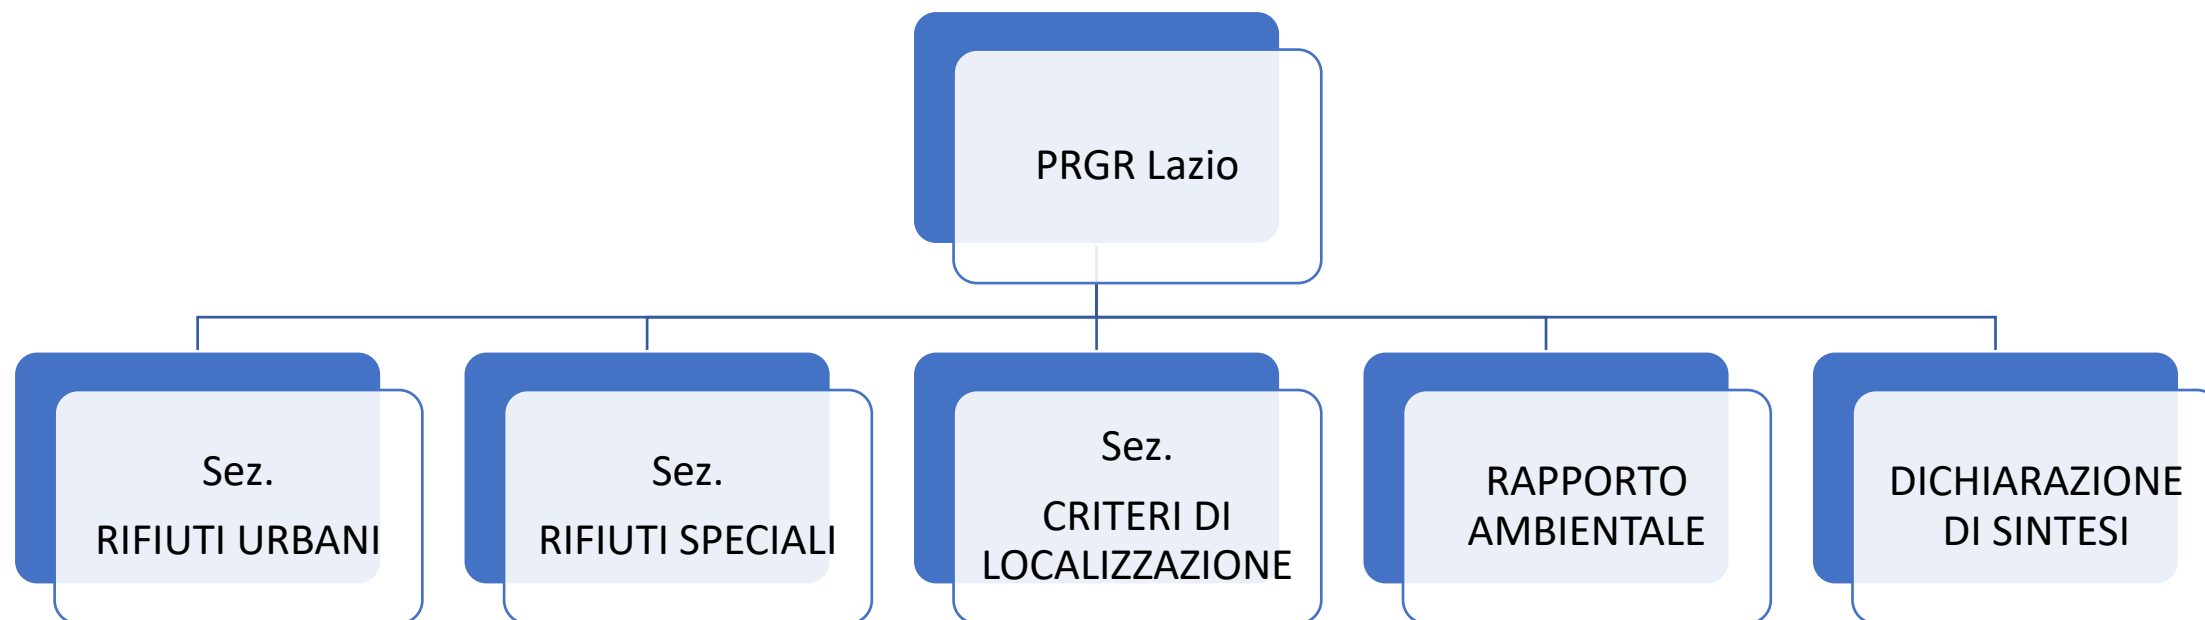 PRGR Lazio
Sez.
RIFIUTI URBANI
Sez.
RIFIUTI SPECIALI
Sez.
CRITERI DI
LOCALIZZAZIONE
RAPPORTO
AMBIENTALE
DICHIARAZIONE
DI SINTESI